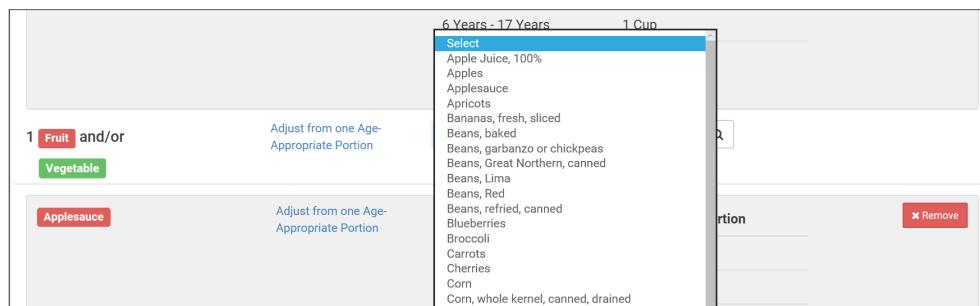 6 Years - 17 Years 1 Cup
Select
Apple Juice, 100%
Apples
Applesauce
Apricots
Bananas, fresh, sliced
Beans, baked
Beans, garbanzo or chickpeas
Beans, Great Northern, canned
Beans, Lima
Beans, Red
Beans, refried, canned
Blueberries
Broccoli
Carrots
Cherries
Corn
Corn, whole kernel, canned, drained
1 Fruit and/or
Vegetable
Adjust from one Age-
Appropriate Portion
Applesauce
Adjust from one Age-
Appropriate Portion
rtion
× Remove